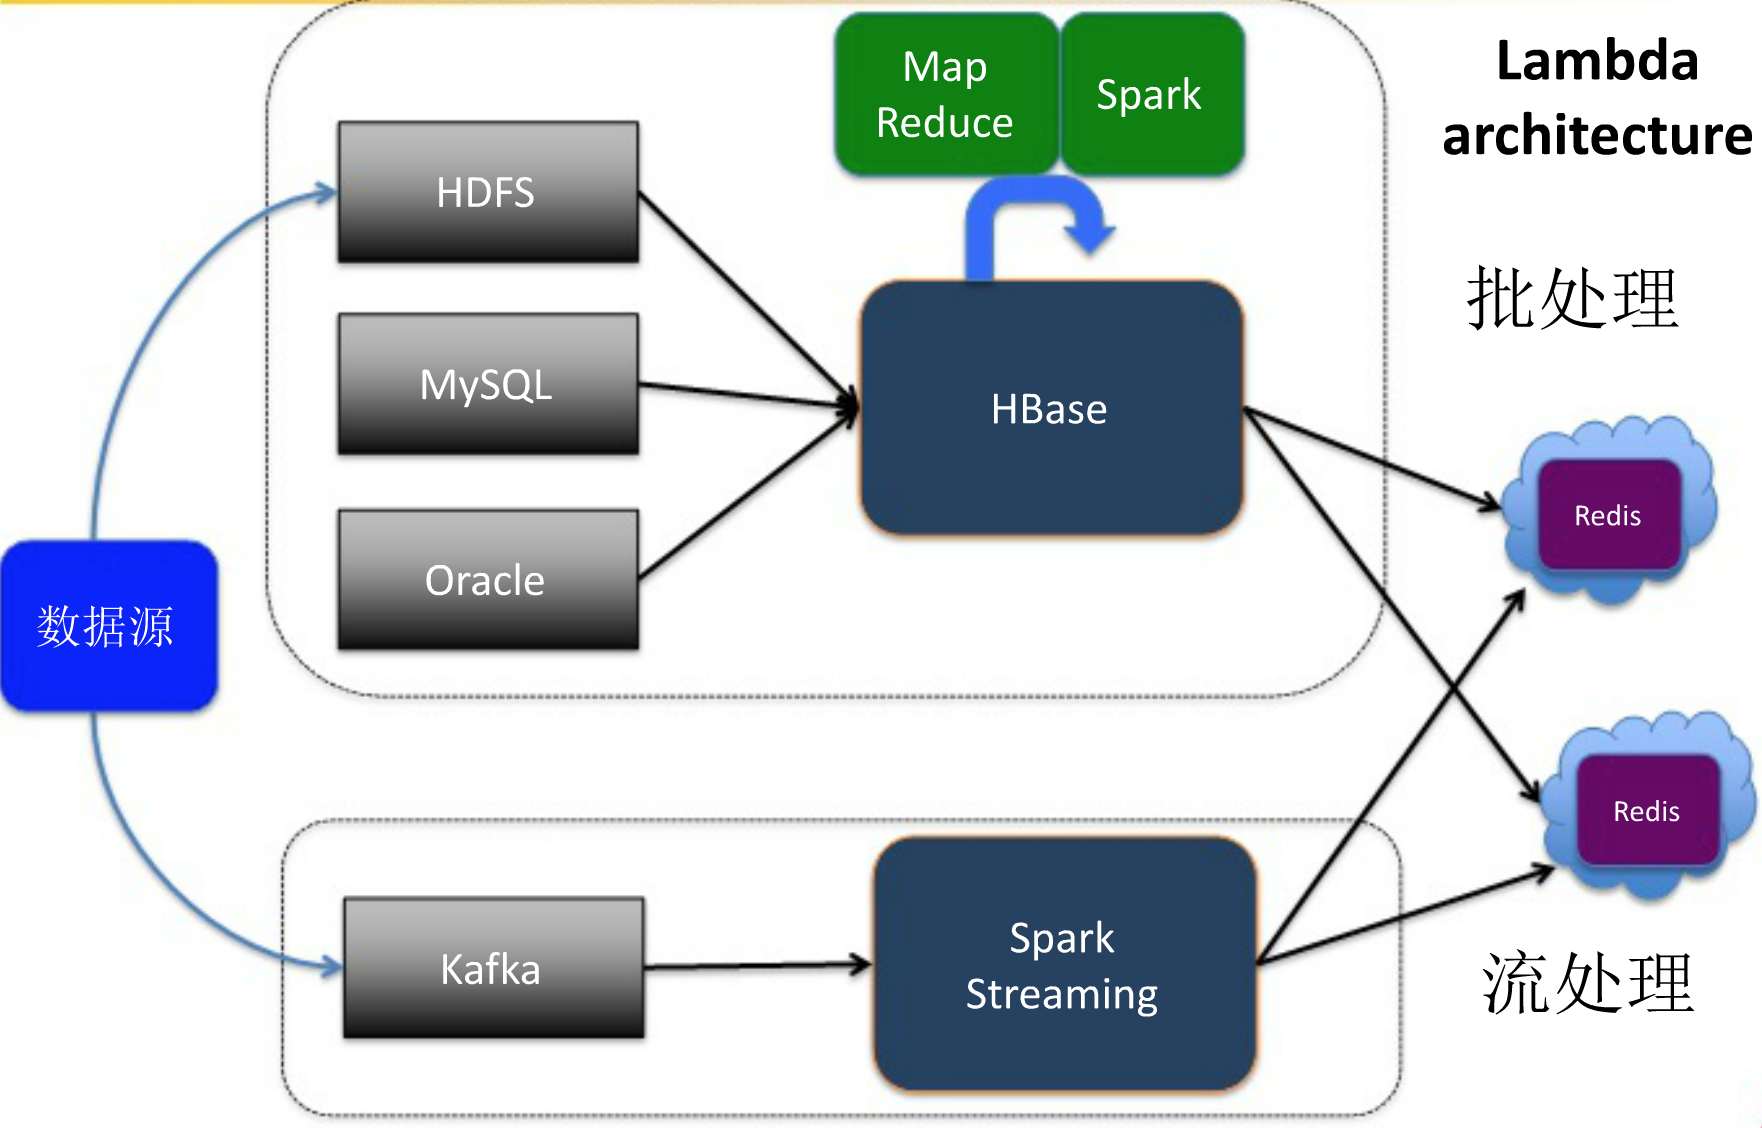 Lambda
architecture
Map
Reduce
Spark
HDFS
批处理
MySQL
HBase
Redis
Oracle
数据源
Redis
Kafka
Spark
Streaming
流处理